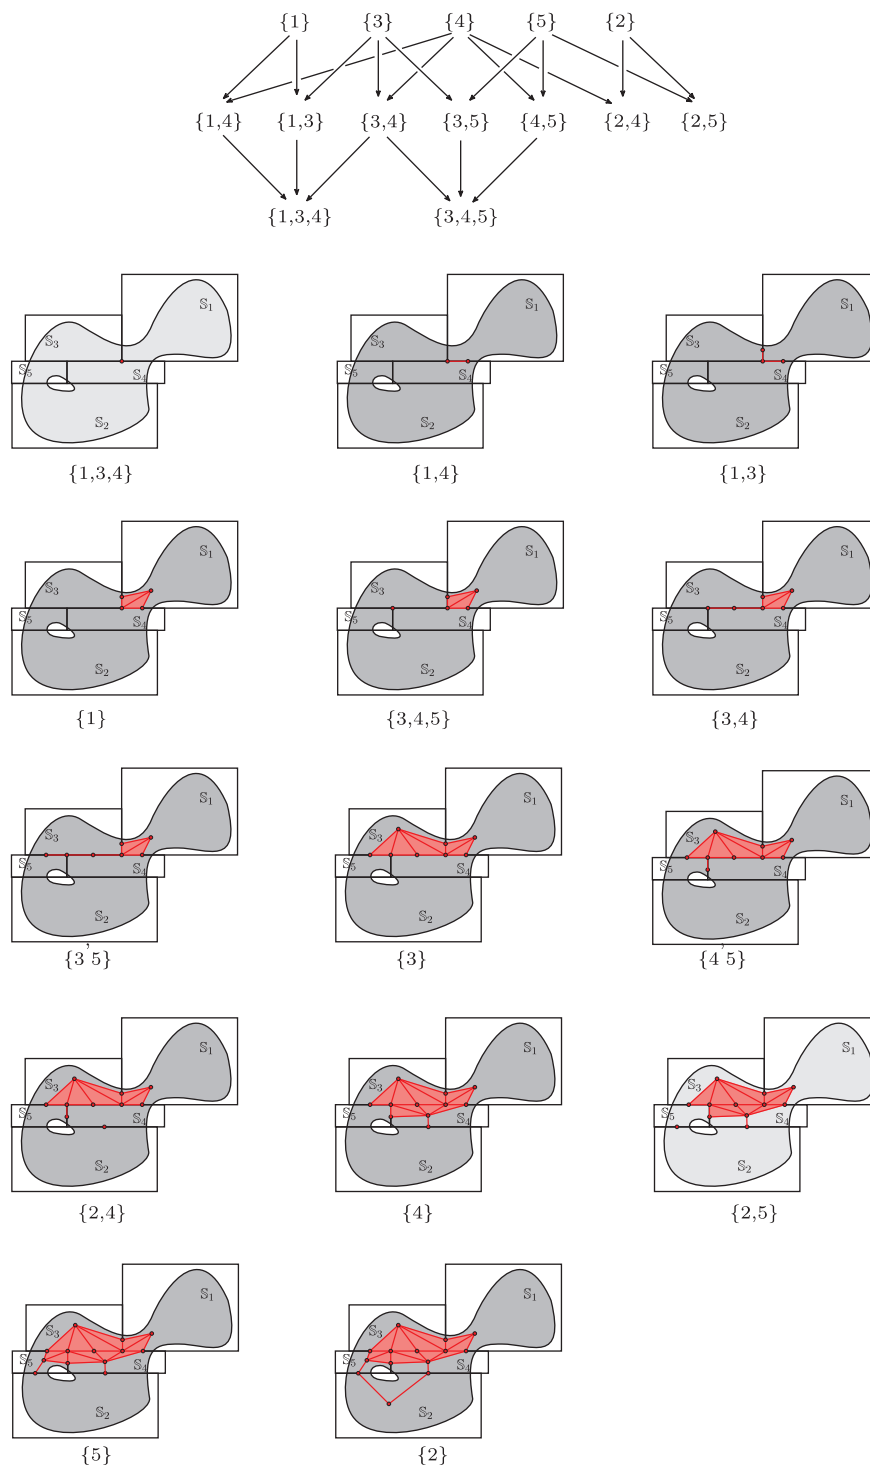 {1} {3} {4} {5} {2}
{1,4} {1,3} {3,4} {3,5} {4,5} {2,4} {2,5}
{1,3,4} {3,4,5}
𝕊1 𝕊1 𝕊1
𝕊3 𝕊3 𝕊3
𝕊5 𝕊4 𝕊5 𝕊4 𝕊5 𝕊4
𝕊2 𝕊2 𝕊2
{1,3,4} {1,4} {1,3}
𝕊1 𝕊1 𝕊1
𝕊3 𝕊3 𝕊3
𝕊5 𝕊4 𝕊5 𝕊4 𝕊5 𝕊4
𝕊2 𝕊2 𝕊2
{1} {3,4,5} {3,4}
𝕊1 𝕊1 𝕊1
𝕊3 𝕊3 𝕊3
𝕊5 𝕊4 𝕊5 𝕊4 𝕊5 𝕊4
𝕊2 𝕊2 𝕊2
{3,5} {3} {4,5}
𝕊1 𝕊1 𝕊1
𝕊3 𝕊3 𝕊3
𝕊5 𝕊4 𝕊5 𝕊4 𝕊5 𝕊4
𝕊2 𝕊2 𝕊2
{2,4} {4} {2,5}
𝕊1 𝕊1
𝕊3 𝕊3
𝕊5 𝕊4 𝕊5 𝕊4
𝕊2 𝕊2
{5} {2}